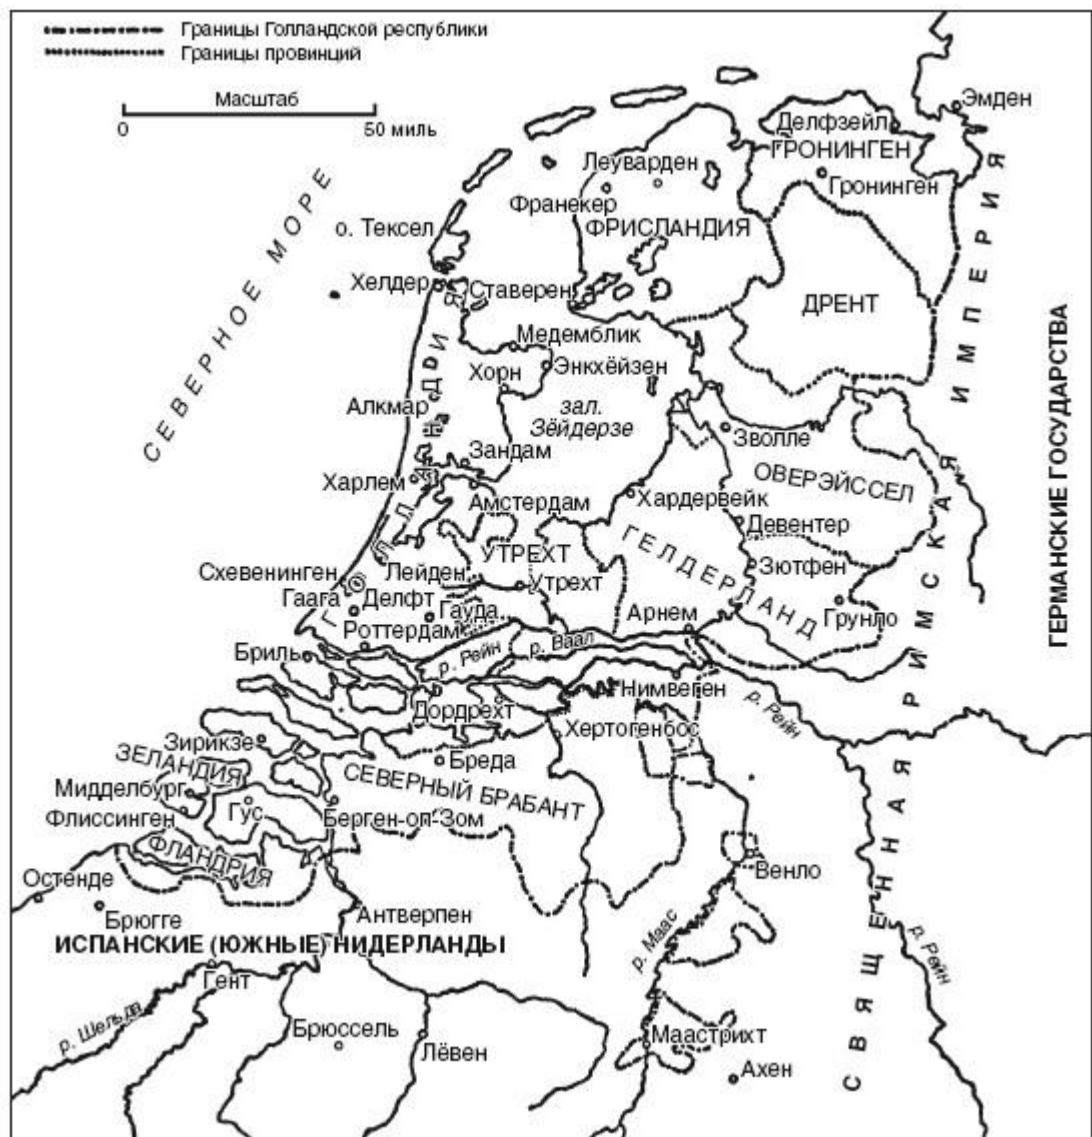 Границы Голландской республики
Границы провинций
Масштаб
0 50 миль
Эмден
Делфзейл
ГРОНИНГЕН
Гронинген
Леуварден
Франекер
ФРИСЛАНДИЯ
о. Тексел
СЕВЕРНОЕ МОРЕ
Хелдер
Ставерен
ДРЕНТ
Медемблик
Энкхёйзен
Хорн
Алкмар
зал.
Зёйдерзе
Зволле
Зандам
ОВЕРЭЙССЕЛ
Харлем
Амстердам
Хардервейк
Девентер
ГОЛЛАНДИЯ
УТРЕХТ
ГЕЛДЕРЛАНД
Зютфен
Схевенинген
Лейден
Утрехт
Гаага
Делфт
Гауда
Арнем
Грунло
Роттердам
р. Рейн
р. Ваал
Бриль
Нимвеген
р. Рейн
Дордрехт
Хертогенбос
Зирикзе
Бреда
ЗЕЛАНДИЯ
СЕВЕРНЫЙ БРАБАНТ
Мидделбург
Гус
Берген-оп-Зом
Флиссинген
ФЛАНДРИЯ
Венло
Остенде
Брюгге
Антверпен
ИСПАНСКИЕ (ЮЖНЫЕ) НИДЕРЛАНДЫ
р. Маас
р. Рейн
Гент
р. Шельда
Брюссель
Лёвен
Маастрихт
Ахен
СВЯЩЕННАЯ РИМСКАЯ ИМПЕРИЯ
ГЕРМАНСКИЕ ГОСУДАРСТВА